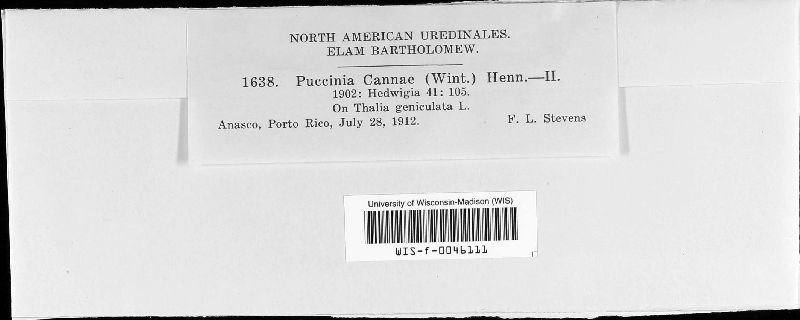 NORTH AMERICAN UREDINALES.
ELAM BARTHOLOMEW.
1638. Puccinia Cannae (Wint.) Henn.—II.
1902: Hedwigia 41: 105.
On Thalia geniculata L.
Anasco, Porto Rico, July 28, 1912. F. L. Stevens
University of Wisconsin-Madison (WIS)
WIS-f-0046111